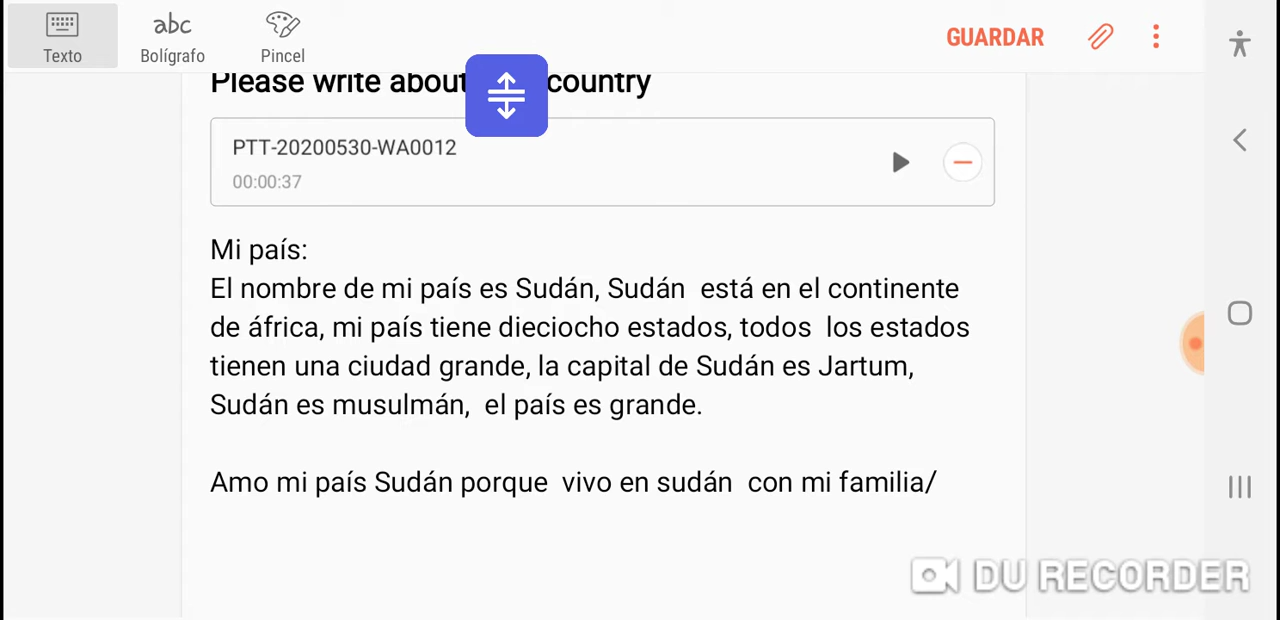 Texto
abc
Bolígrafo
Pincel
GUARDAR
Please write about country
PTT-20200530-WA0012
00:00:37
Mi país:
El nombre de mi país es Sudán, Sudán está en el continente
de áfrica, mi país tiene dieciocho estados, todos los estados
tienen una ciudad grande, la capital de Sudán es Jartum,
Sudán es musulmán, el país es grande.
Amo mi país Sudán porque vivo en sudán con mi familia/
DU RECORDER